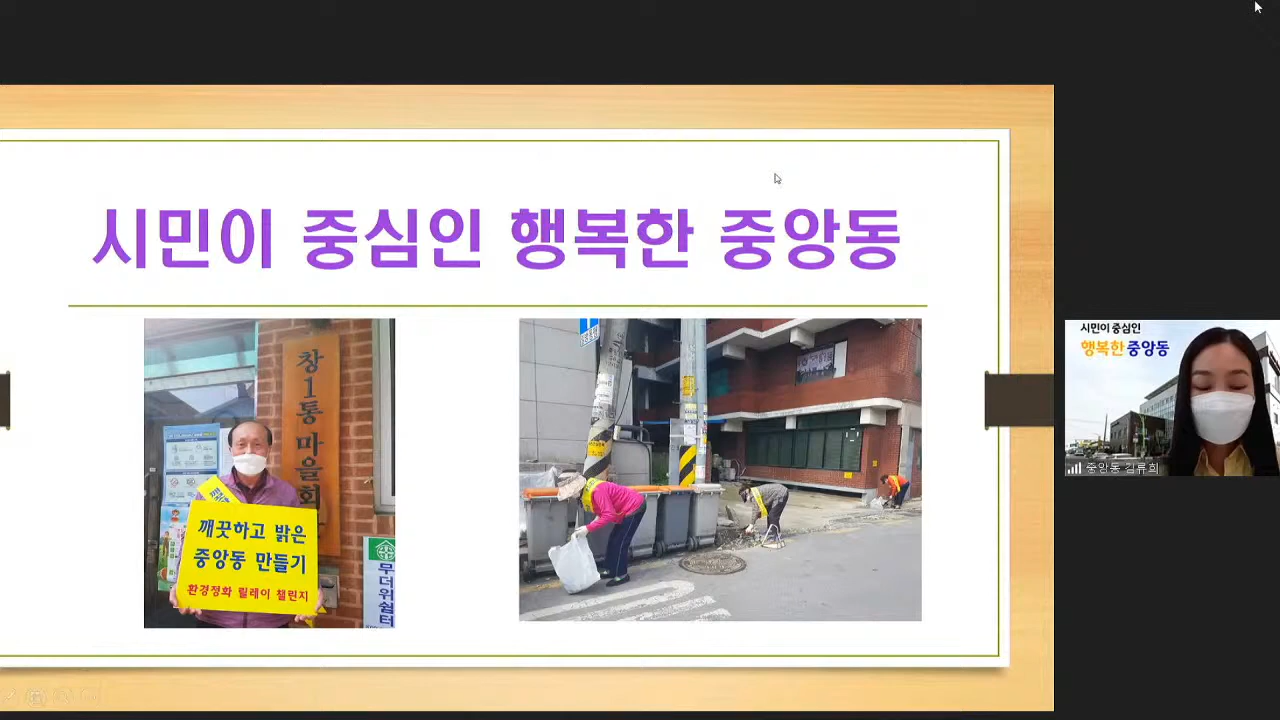 시민이 중심인 행복한 중앙동
창1통 마을회
깨끗하고 밝은
중앙동 만들기
환경정화 릴레이 챌린지
무더위쉼터
시민이 중심인
행복한 중앙동
중앙동 김류희